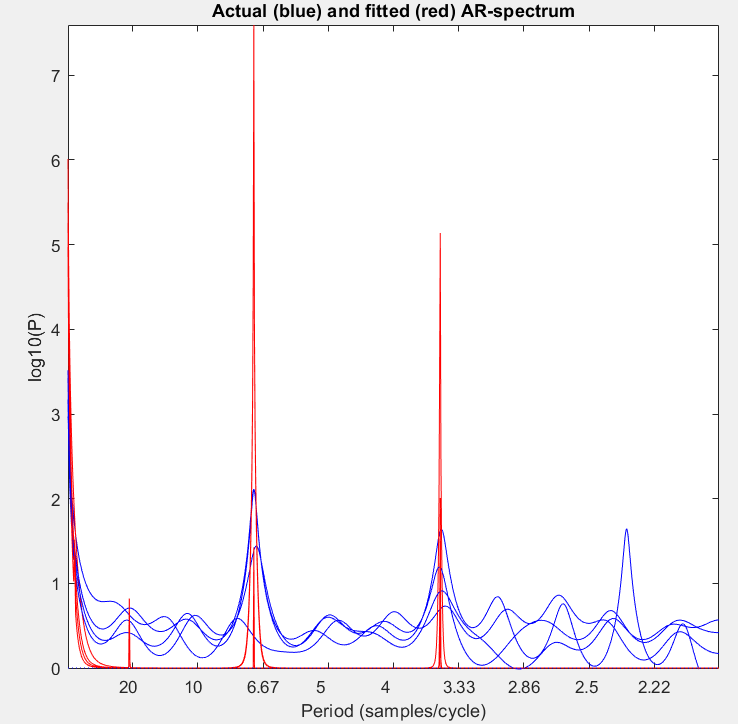 Actual (blue) and fitted (red) AR-spectrum
7
6
5
4
3
2
1
0
log10(P)
20 10 6.67 5 4 3.33 2.86 2.5 2.22
Period (samples/cycle)